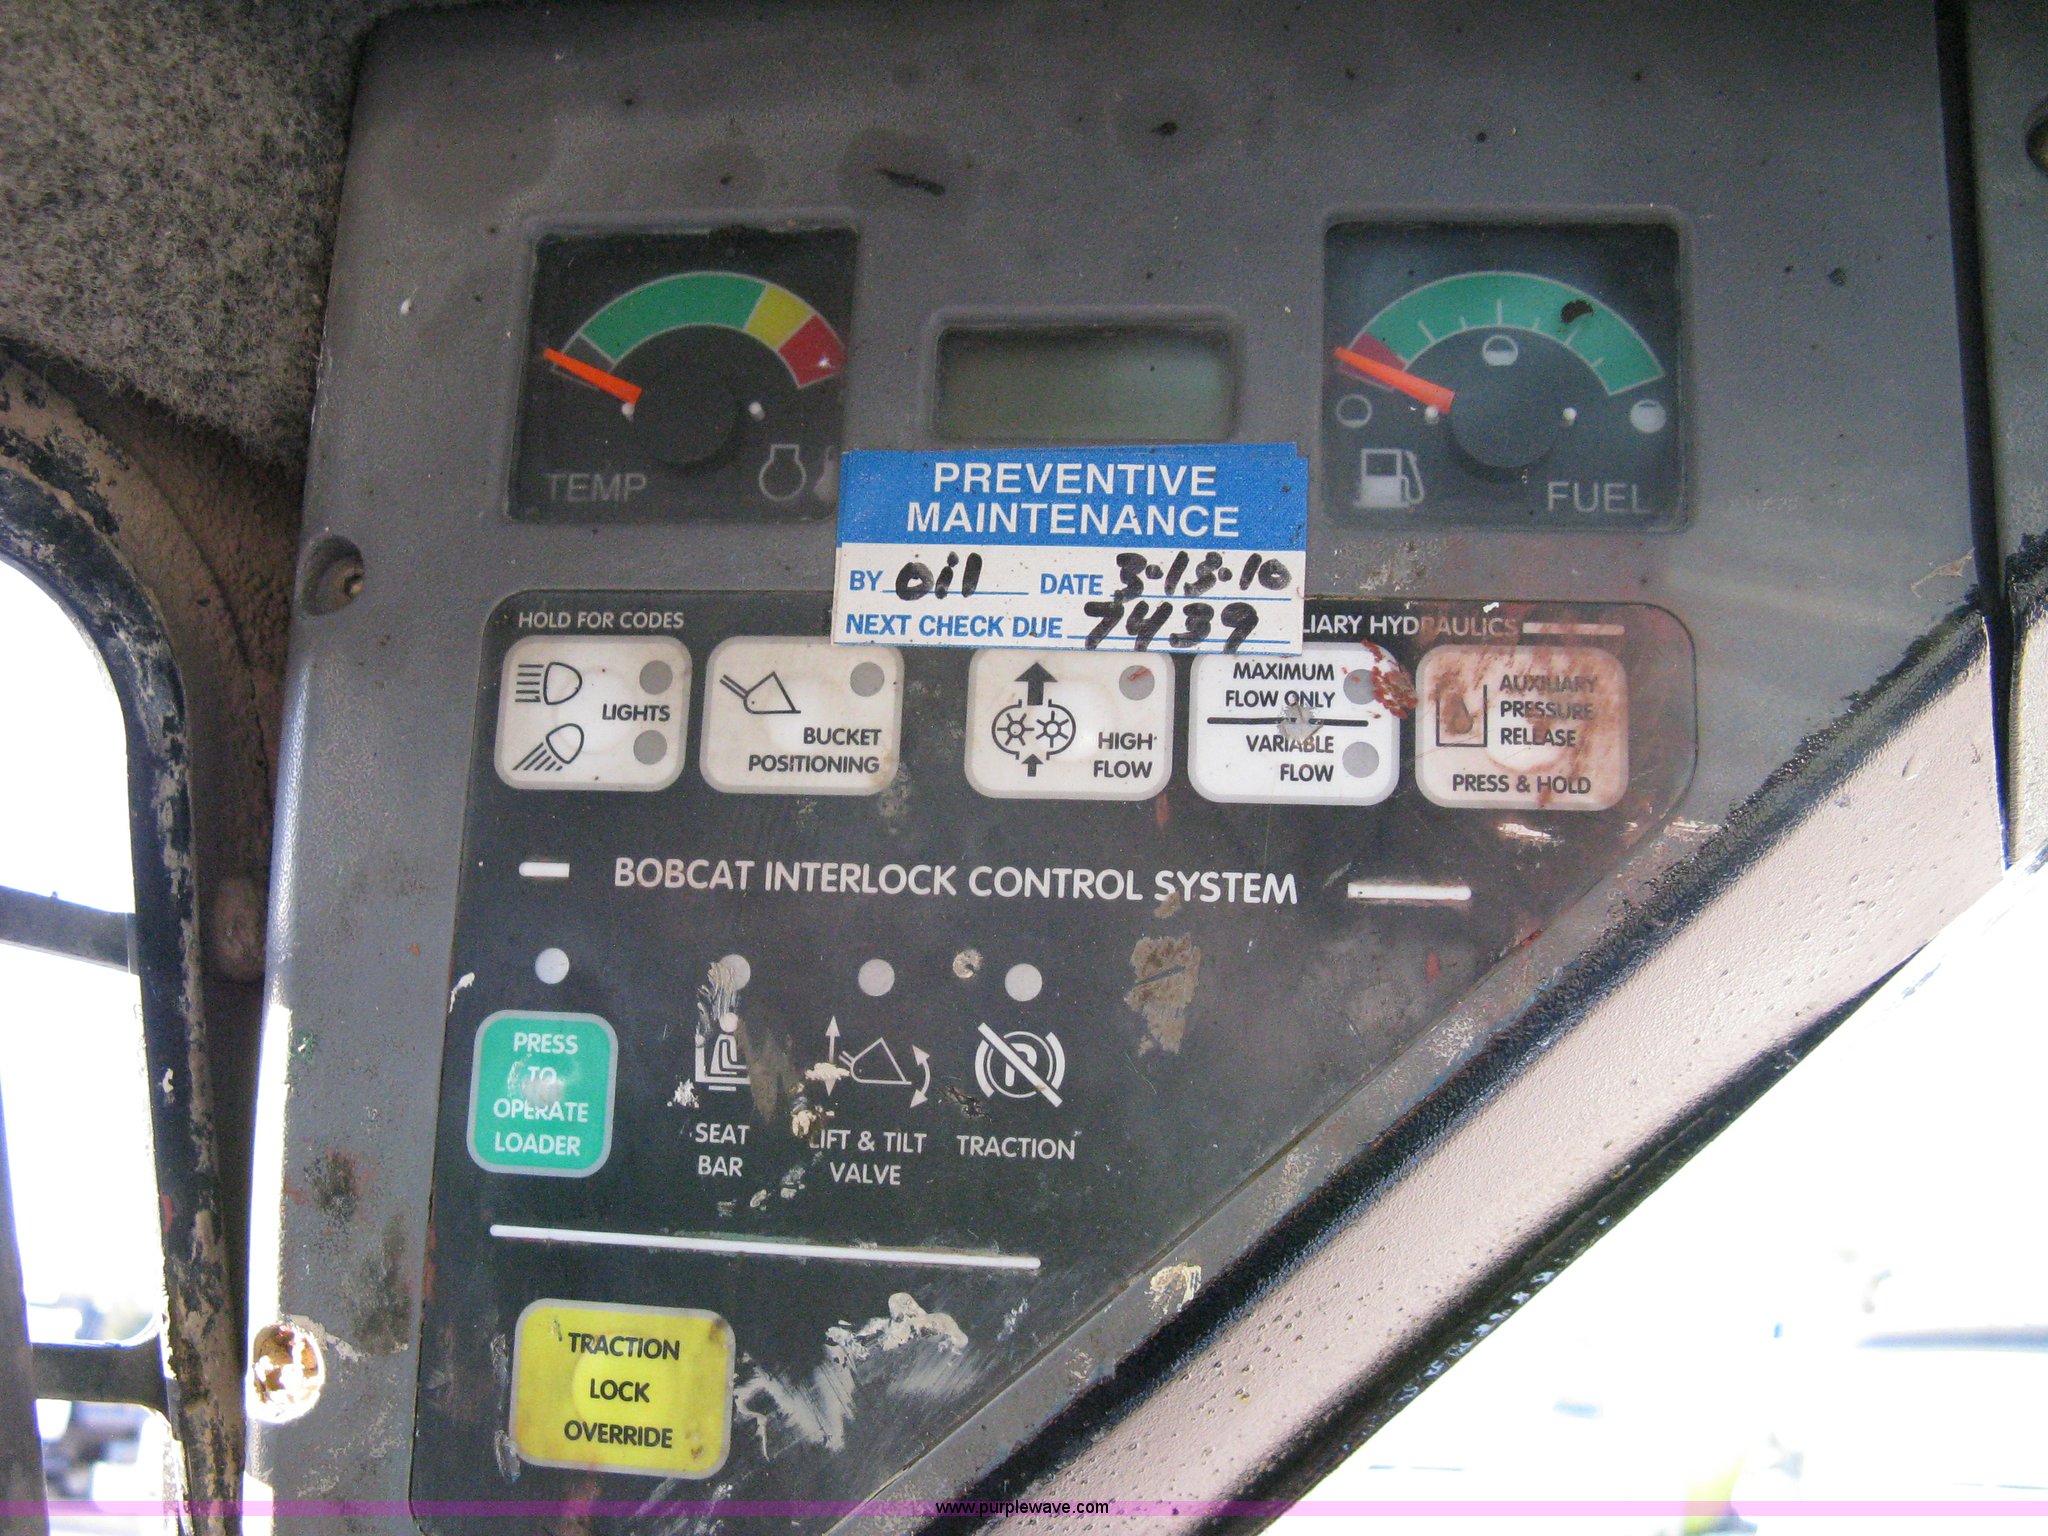 TEMP
FUEL
PREVENTIVE
MAINTENANCE
BY oil DATE 3-13-10
NEXT CHECK DUE 7439
HOLD FOR CODES
LIARY HYDRAULICS
LIGHTS
BUCKET
POSITIONING
HIGH
FLOW
MAXIMUM
FLOW ONLY
VARIABLE
FLOW
AUXILIARY
PRESSURE
RELEASE
PRESS & HOLD
BOBCAT INTERLOCK CONTROL SYSTEM
PRESS
TO
OPERATE
LOADER
SEAT
BAR
LIFT & TILT
VALVE
P
TRACTION
TRACTION
LOCK
OVERRIDE
www.purplewave.com